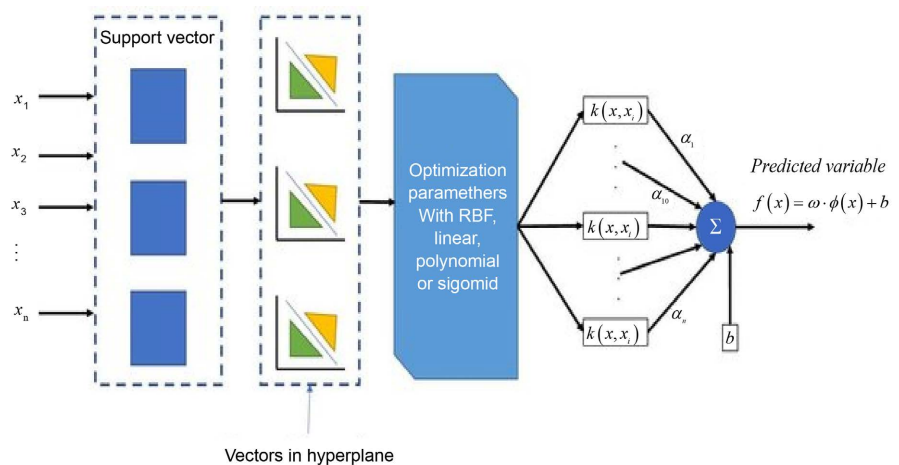 Support vector
x₁
x₂
x₃
⋮
xₙ
Vectors in hyperplane
Optimization
paramethers
With RBF,
linear,
polynomial
or sigomid
k(x, xᵢ)
k(x, xᵢ)
k(x, xᵢ)
α₁
α₁₀
αₙ
Σ
b
Predicted variable
f(x) = ω·ϕ(x) + b